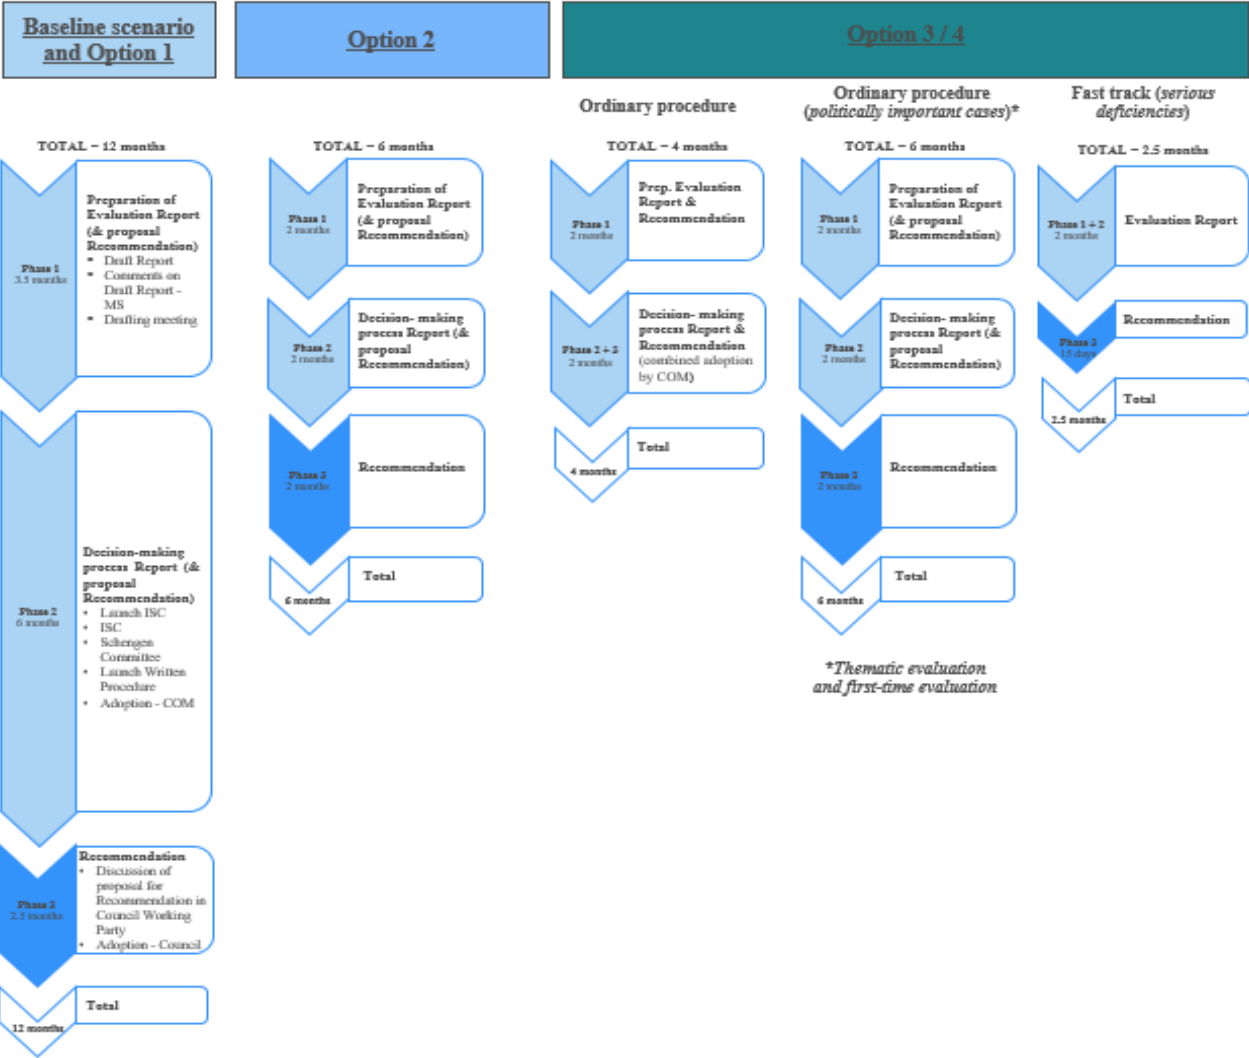 Baseline scenario
and Option 1
Option 2
Option 3 / 4
Ordinary procedure
Ordinary procedure
(politically important cases)*
Fast track (serious
deficiencies)
TOTAL – 12 months
Phase 1
3.5 months
Preparation of
Evaluation Report
(& proposal
Recommendation)
Draft Report
Comments on
Draft Report -
MS
Drafting meeting
Phase 2
6 months
Decision-making
process Report (&
proposal
Recommendation)
Launch ISC
ISC
Schengen
Committee
Launch Written
Procedure
Adoption - COM
Phase 3
2.5 months
Recommendation
Discussion of
proposal for
Recommendation in
Council Working
Party
Adoption - Council
12 months
Total
TOTAL – 6 months
Phase 1
2 months
Preparation of
Evaluation Report
(& proposal
Recommendation)
Phase 2
2 months
Decision- making
process Report (&
proposal
Recommendation)
Phase 3
2 months
Recommendation
6 months
Total
TOTAL – 4 months
Phase 1
2 months
Prep. Evaluation
Report &
Recommendation
Phase 2 + 3
2 months
Decision- making
process Report &
Recommendation
(combined adoption
by COM)
4 months
Total
TOTAL – 6 months
Phase 1
2 months
Preparation of
Evaluation Report
(& proposal
Recommendation)
Phase 2
2 months
Decision- making
process Report (&
proposal
Recommendation)
Phase 3
2 months
Recommendation
6 months
Total
*Thematic evaluation
and first-time evaluation
TOTAL – 2.5 months
Phase 1 + 2
2 months
Evaluation Report
Phase 3
15 days
Recommendation
2.5 months
Total